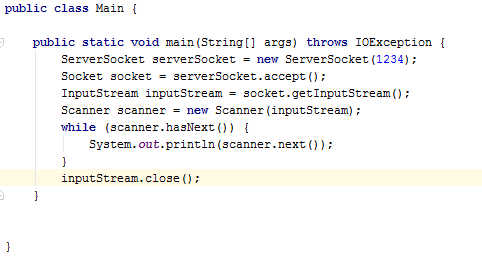 public class Main {
public static void main(String[] args) throws IOException {
ServerSocket serverSocket = new ServerSocket(1234);
Socket socket = serverSocket.accept();
InputStream inputStream = socket.getInputStream();
Scanner scanner = new Scanner(inputStream);
while (scanner.hasNext()) {
System.out.println(scanner.next());
}
inputStream.close();
}
}